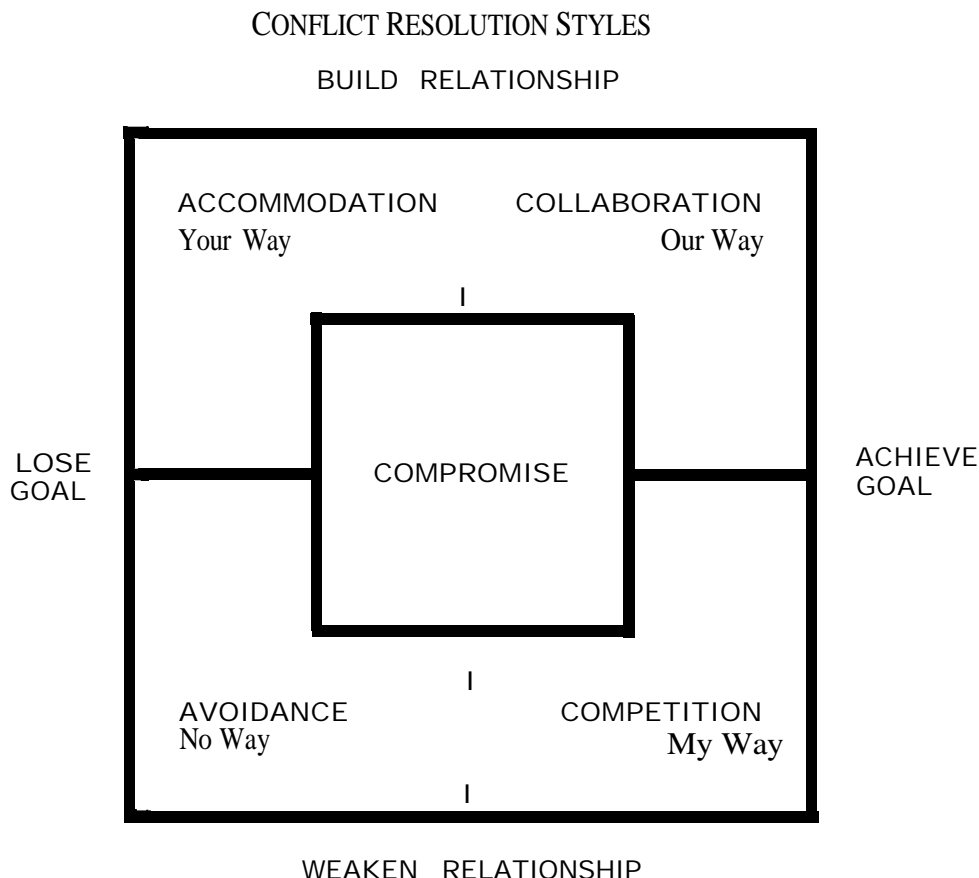 CONFLICT RESOLUTION STYLES
BUILD RELATIONSHIP
ACCOMMODATION
Your Way
COLLABORATION
Our Way
LOSE
GOAL
COMPROMISE
ACHIEVE
GOAL
AVOIDANCE
No Way
COMPETITION
My Way
WEAKEN RELATIONSHIP